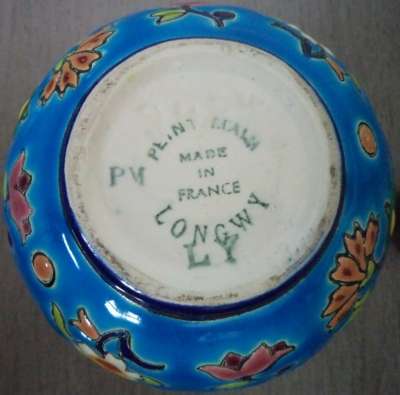 PEINT MAIN
MADE
IN
FRANCE
PV
LONGWY
LY